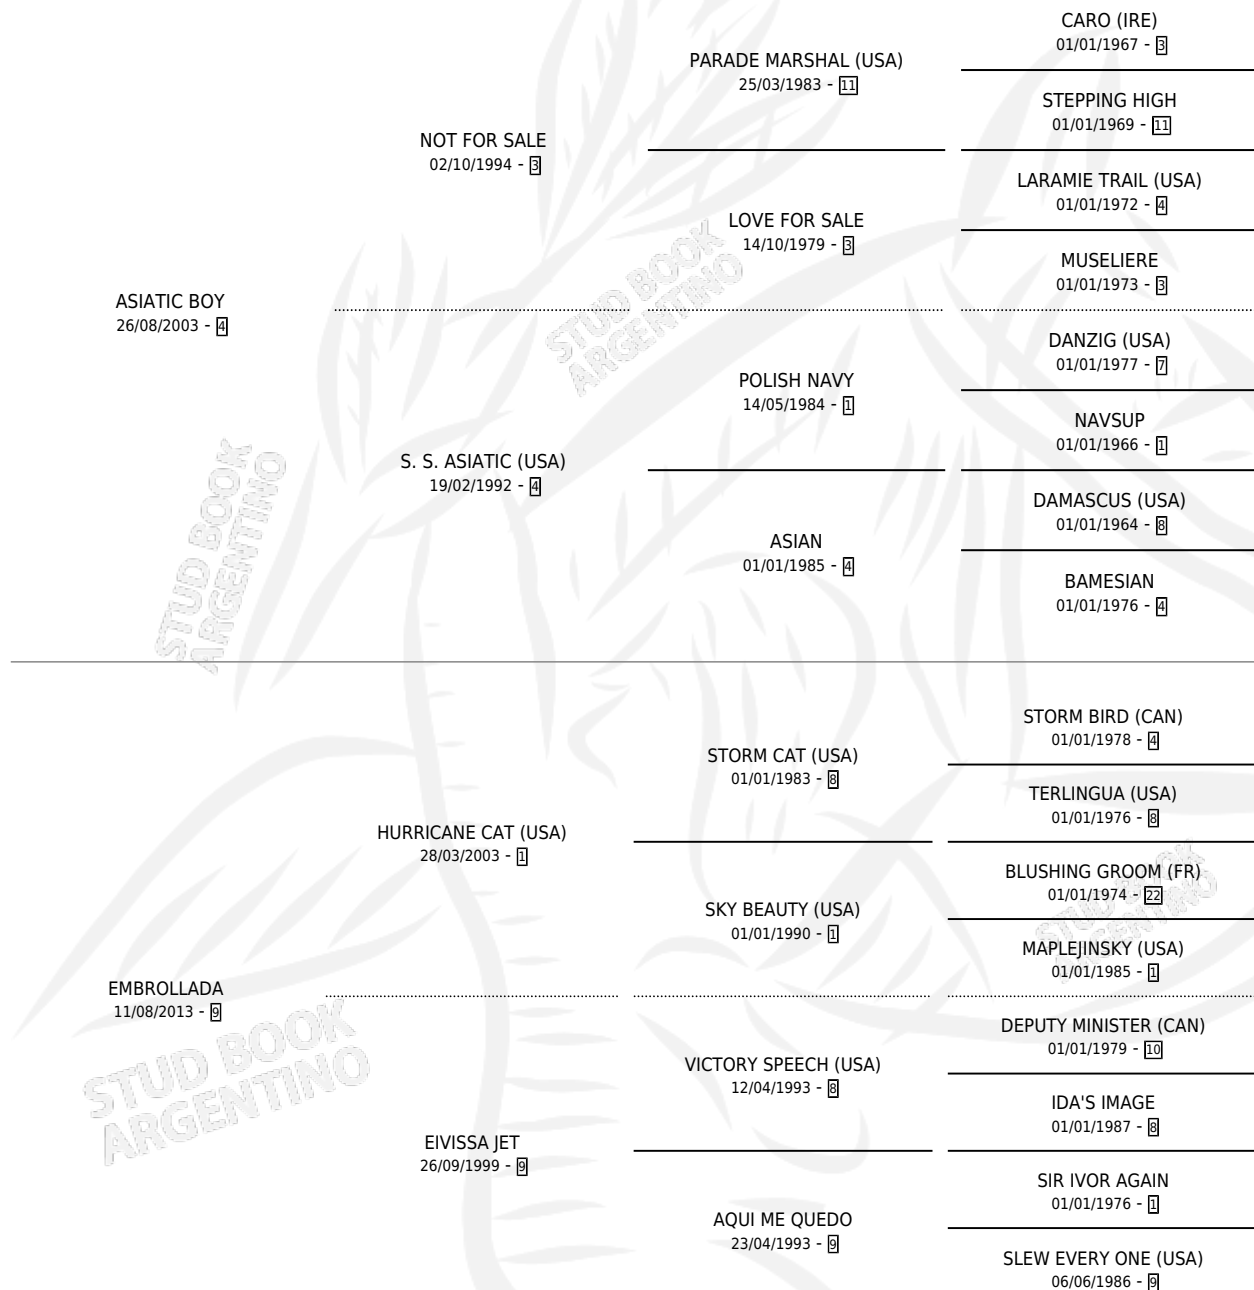 CARO (IRE)
01/01/1967 - 3
PARADE MARSHAL (USA)
25/03/1983 - 11
STEPPING HIGH
01/01/1969 - 11
NOT FOR SALE
02/10/1994 - 3
LARAMIE TRAIL (USA)
01/01/1972 - 4
LOVE FOR SALE
14/10/1979 - 3
MUSELIERE
01/01/1973 - 3
ASIATIC BOY
26/08/2003 - 4
DANZIG (USA)
01/01/1977 - 7
POLISH NAVY
14/05/1984 - 1
NAVSUP
01/01/1966 - 1
S. S. ASIATIC (USA)
19/02/1992 - 4
DAMASCUS (USA)
01/01/1964 - 8
ASIAN
01/01/1985 - 4
BAMESIAN
01/01/1976 - 4
STORM BIRD (CAN)
01/01/1978 - 4
STORM CAT (USA)
01/01/1983 - 8
TERLINGUA (USA)
01/01/1976 - 8
HURRICANE CAT (USA)
28/03/2003 - 1
BLUSHING GROOM (FR)
01/01/1974 - 22
SKY BEAUTY (USA)
01/01/1990 - 1
MAPLEJINSKY (USA)
01/01/1985 - 1
EMBROLLADA
11/08/2013 - 9
DEPUTY MINISTER (CAN)
01/01/1979 - 10
VICTORY SPEECH (USA)
12/04/1993 - 8
IDA'S IMAGE
01/01/1987 - 8
EIVISSA JET
26/09/1999 - 9
SIR IVOR AGAIN
01/01/1976 - 1
AQUI ME QUEDO
23/04/1993 - 9
SLEW EVERY ONE (USA)
06/06/1986 - 9
STUD BOOK
ARGENTINO
STUD BOOK
ARGENTINO
STUD BOOK
ARGENTINO
STUD BOOK
ARGENTINO